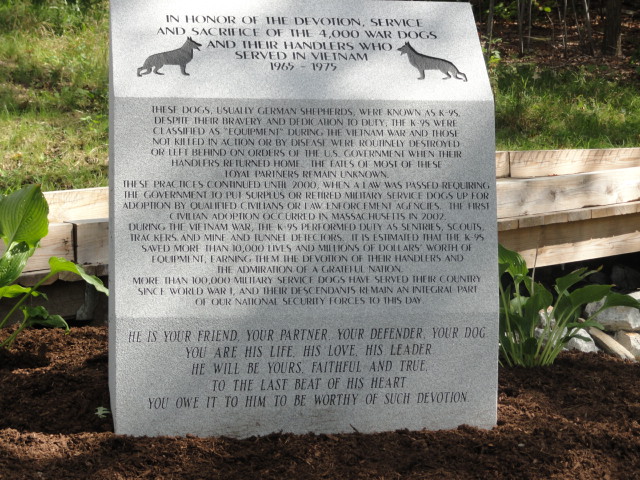 IN HONOR OF THE DEVOTION, SERVICE
AND SACRIFICE OF THE 4,000 WAR DOGS
AND THEIR HANDLERS WHO
SERVED IN VIETNAM
1965 - 1975
THESE DOGS, USUALLY GERMAN SHEPHERDS, WERE KNOWN AS K-9S.
DESPITE THEIR BRAVERY AND DEDICATION TO DUTY, THE K-9S WERE
CLASSIFIED AS "EQUIPMENT" DURING THE VIETNAM WAR AND THOSE
NOT KILLED IN ACTION OR BY DISEASE WERE ROUTINELY DESTROYED
OR LEFT BEHIND ON ORDERS OF THE U.S. GOVERNMENT WHEN THEIR
HANDLERS RETURNED HOME. THE FATES OF MOST OF THESE
LOYAL PARTNERS REMAIN UNKNOWN.
THESE PRACTICES CONTINUED UNTIL 2000, WHEN A LAW WAS PASSED REQUIRING
THE GOVERNMENT TO PUT SURPLUS OR RETIRED MILITARY SERVICE DOGS UP FOR
ADOPTION BY QUALIFIED CIVILIANS OR LAW ENFORCEMENT AGENCIES. THE FIRST
CIVILIAN ADOPTION OCCURRED IN MASSACHUSETTS IN 2002.
DURING THE VIETNAM WAR, THE K-9S PERFORMED DUTY AS SENTRIES, SCOUTS,
TRACKERS AND MINE AND TUNNEL DETECTORS. IT IS ESTIMATED THAT THE K-9S
SAVED MORE THAN 10,000 LIVES AND MILLIONS OF DOLLARS' WORTH OF
EQUIPMENT, EARNING THEM THE DEVOTION OF THEIR HANDLERS AND
THE ADMIRATION OF A GRATEFUL NATION.
MORE THAN 100,000 MILITARY SERVICE DOGS HAVE SERVED THEIR COUNTRY
SINCE WORLD WAR I, AND THEIR DESCENDANTS REMAIN AN INTEGRAL PART
OF OUR NATIONAL SECURITY FORCES TO THIS DAY.
HE IS YOUR FRIEND, YOUR PARTNER, YOUR DEFENDER, YOUR DOG.
YOU ARE HIS LIFE, HIS LOVE, HIS LEADER.
HE WILL BE YOURS, FAITHFUL AND TRUE,
TO THE LAST BEAT OF HIS HEART.
YOU OWE IT TO HIM TO BE WORTHY OF SUCH DEVOTION.